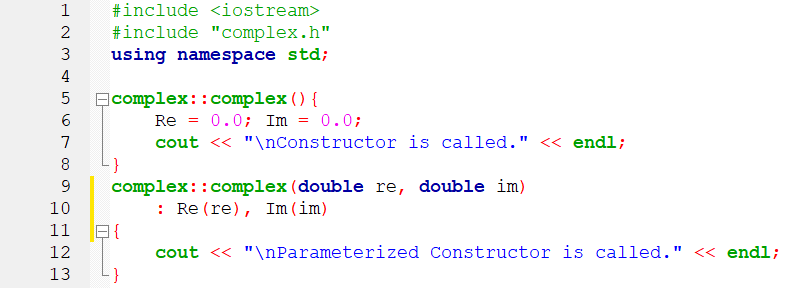 1 #include <iostream>
2 #include "complex.h"
3 using namespace std;
4
5 complex::complex(){
6 Re = 0.0; Im = 0.0;
7 cout << "\nConstructor is called." << endl;
8 }
9 complex::complex(double re, double im)
10 : Re(re), Im(im)
11 {
12 cout << "\nParameterized Constructor is called." << endl;
13 }